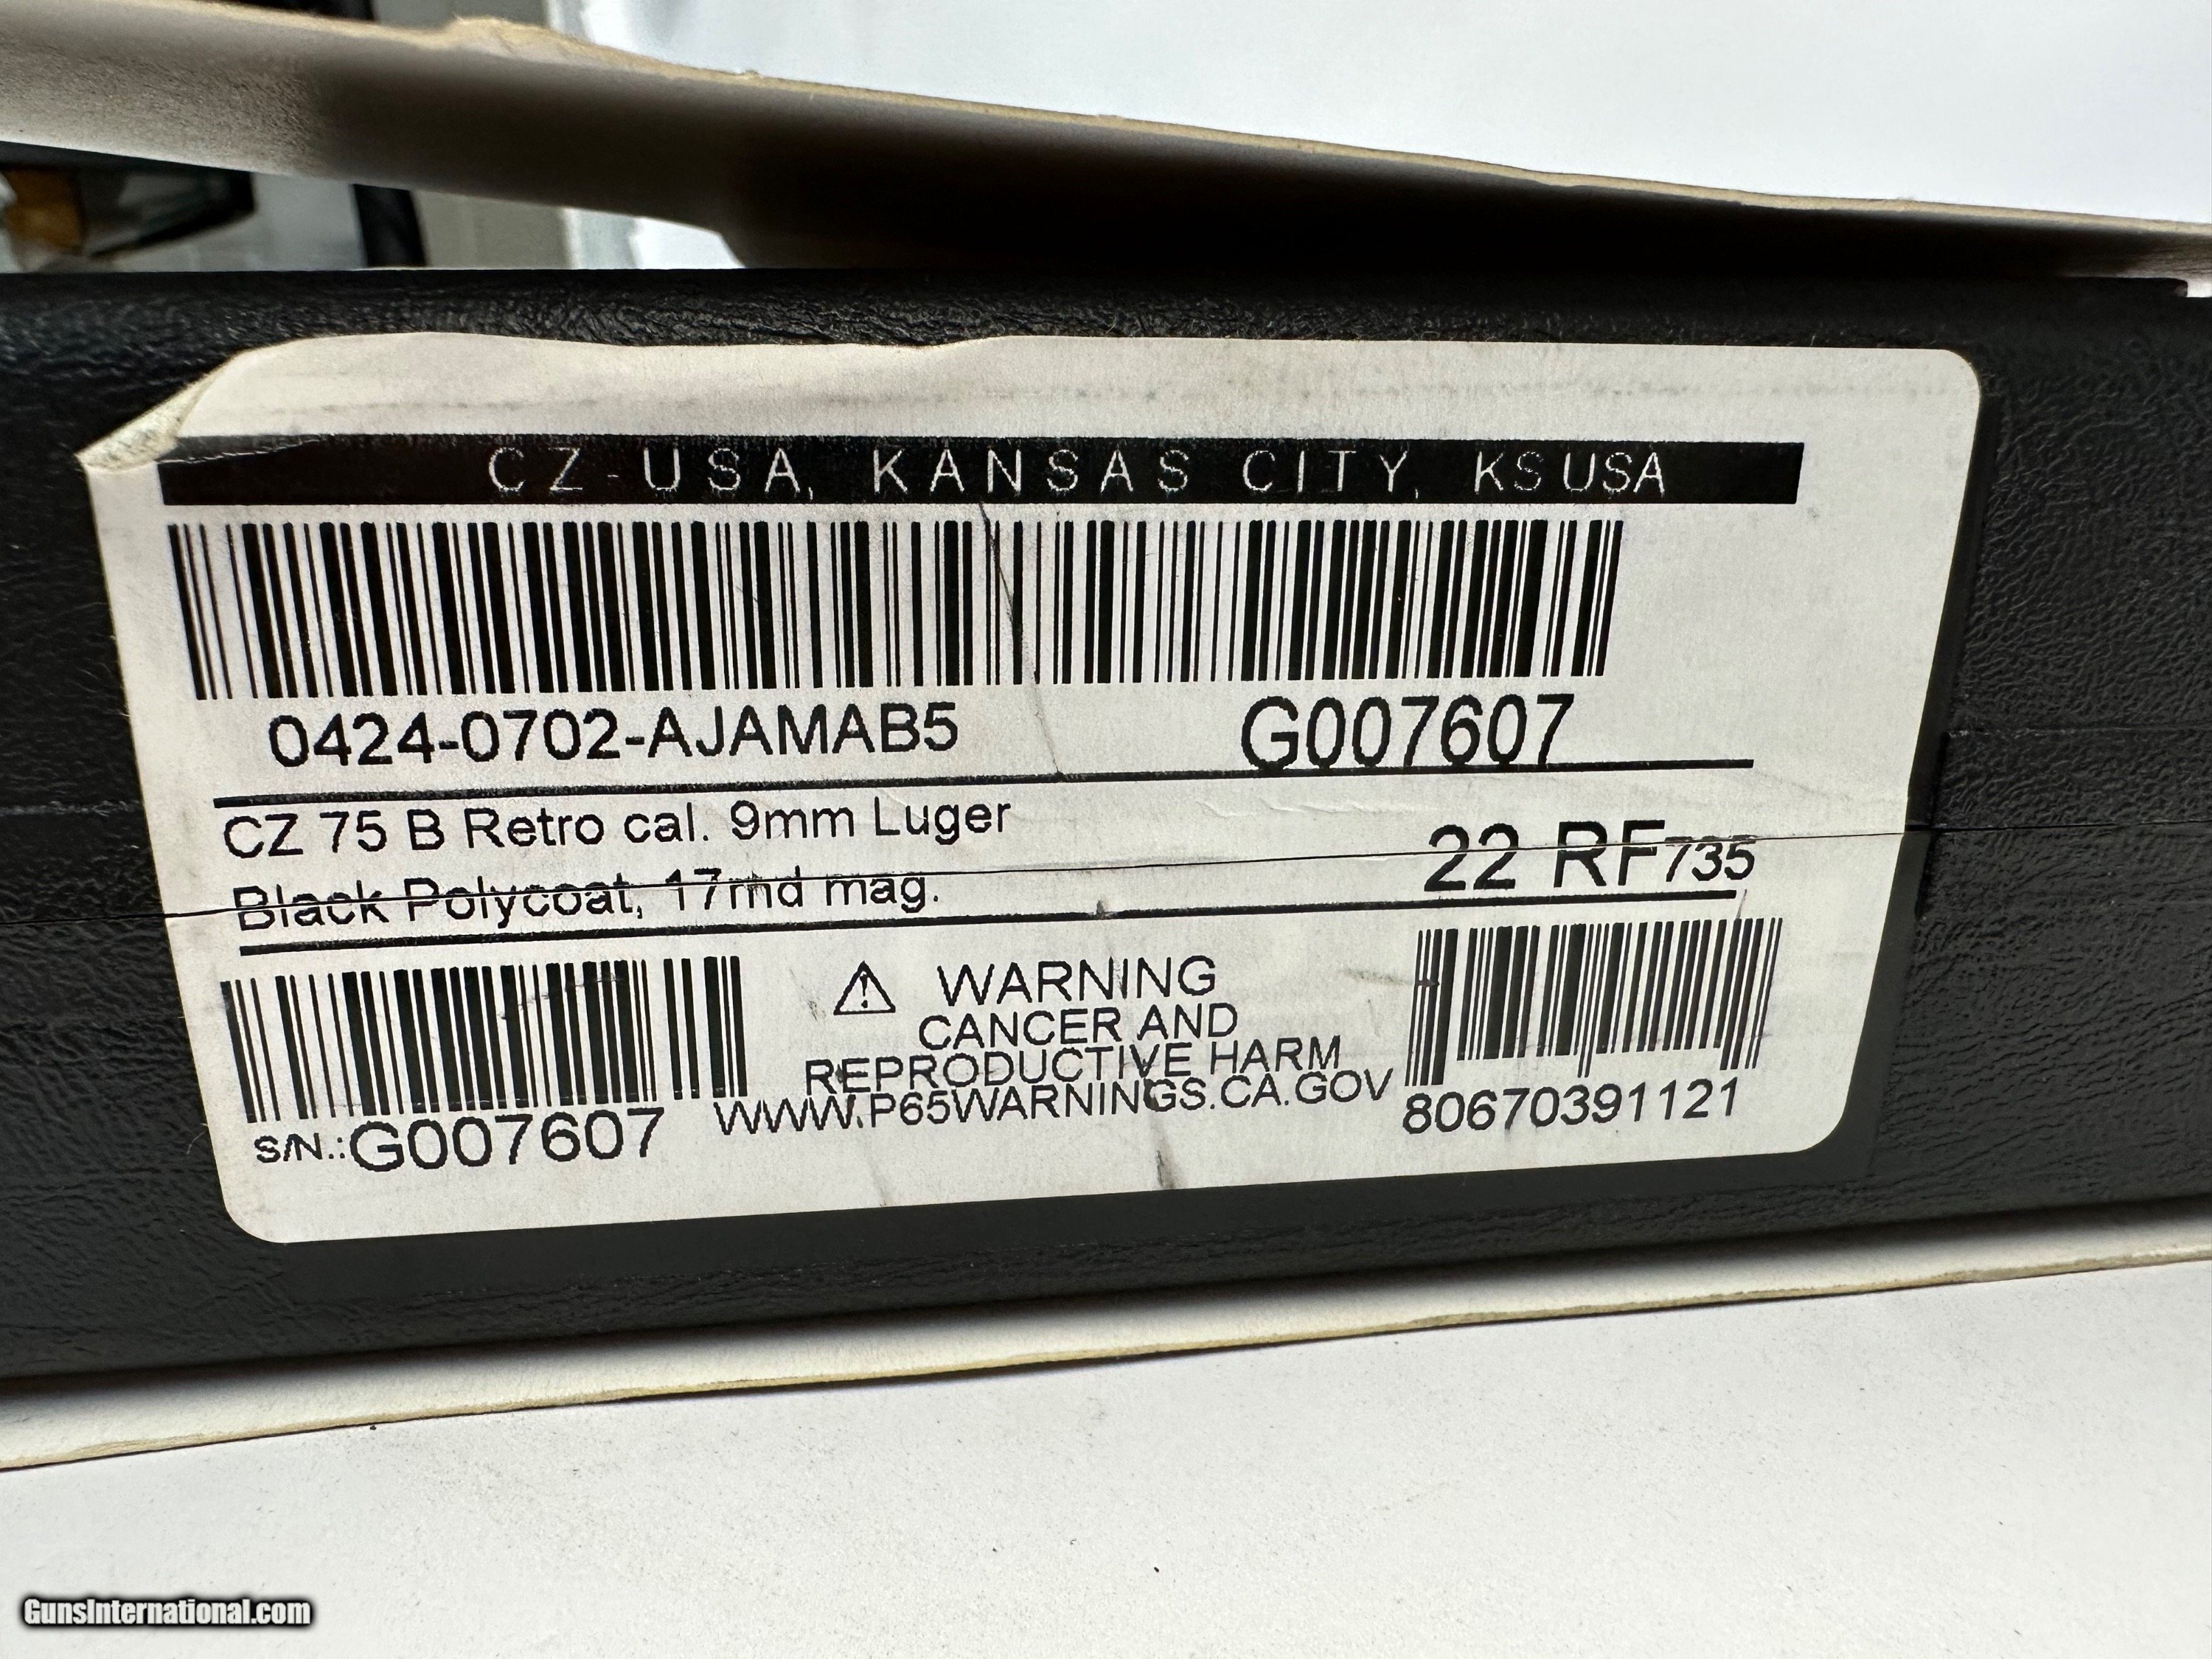 CZ-USA, KANSAS CITY, KS USA
0424-0702-AJAMAB5 G007607
CZ 75 B Retro cal. 9mm Luger
Black Polycoat, 17rnd mag.
22 RF735
⚠ WARNING
CANCER AND
REPRODUCTIVE HARM
WWW.P65WARNINGS.CA.GOV
S/N.:G007607
80670391121
GunsInternational.com